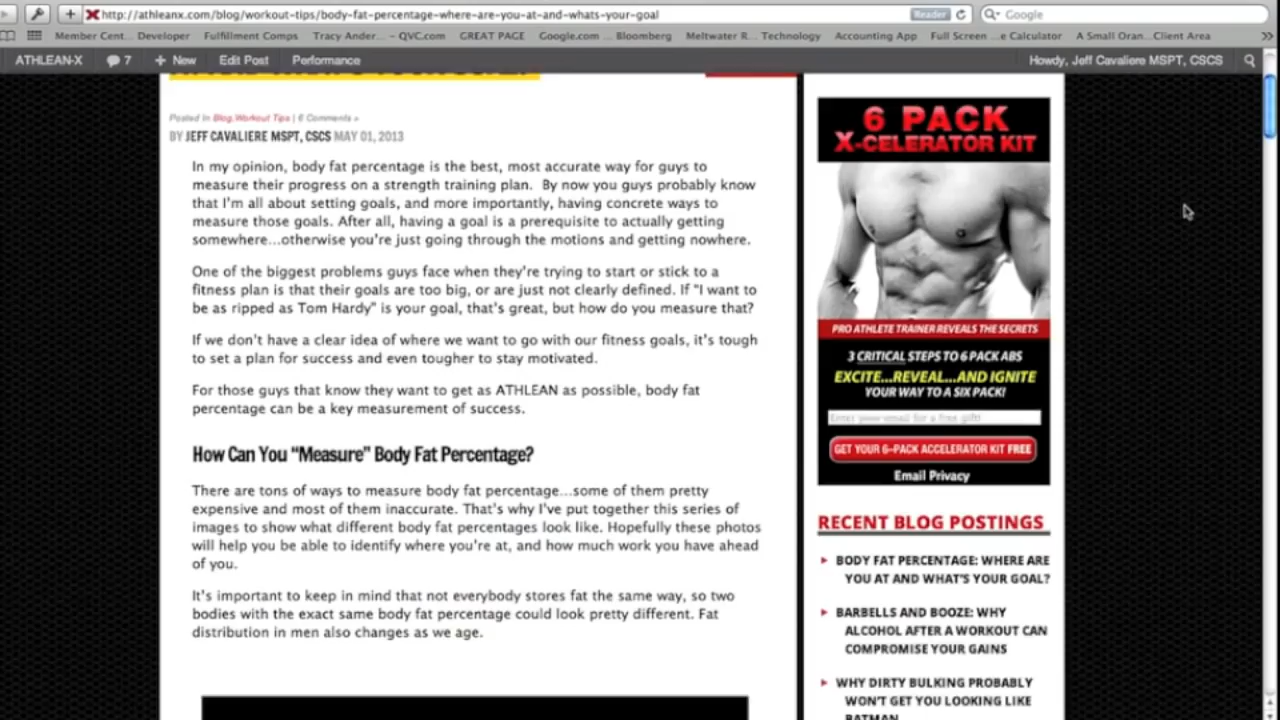 http://athleanx.com/blog/workout-tips/body-fat-percentage-where-are-you-at-and-whats-your-goal
Reader
Google
Member Cent... Developer
Fulfillment Comps
Tracy Ander... – QVC.com
GREAT PAGE
Google.com ... Bloomberg
Meltwater R... Technology
Accounting App
Full Screen ...e Calculator
A Small Oran...Client Area
ATHLEAN-X
7
+ New
Edit Post
Performance
Howdy, Jeff Cavaliere MSPT, CSCS
Posted In Blog,Workout Tips | 6 Comments »
BY JEFF CAVALIERE MSPT, CSCS MAY 01, 2013
In my opinion, body fat percentage is the best, most accurate way for guys to
measure their progress on a strength training plan.  By now you guys probably know
that I'm all about setting goals, and more importantly, having concrete ways to
measure those goals. After all, having a goal is a prerequisite to actually getting
somewhere...otherwise you're just going through the motions and getting nowhere.
One of the biggest problems guys face when they're trying to start or stick to a
fitness plan is that their goals are too big, or are just not clearly defined. If "I want to
be as ripped as Tom Hardy" is your goal, that's great, but how do you measure that?
If we don't have a clear idea of where we want to go with our fitness goals, it's tough
to set a plan for success and even tougher to stay motivated.
For those guys that know they want to get as ATHLEAN as possible, body fat
percentage can be a key measurement of success.
How Can You "Measure" Body Fat Percentage?
There are tons of ways to measure body fat percentage...some of them pretty
expensive and most of them inaccurate. That's why I've put together this series of
images to show what different body fat percentages look like. Hopefully these photos
will help you be able to identify where you're at, and how much work you have ahead
of you.
It's important to keep in mind that not everybody stores fat the same way, so two
bodies with the exact same body fat percentage could look pretty different. Fat
distribution in men also changes as we age.
6 PACK
X-CELERATOR KIT
PRO ATHLETE TRAINER REVEALS THE SECRETS
3 CRITICAL STEPS TO 6 PACK ABS
EXCITE...REVEAL...AND IGNITE
YOUR WAY TO A SIX PACK!
Enter your email for a free gift!
GET YOUR 6-PACK ACCELERATOR KIT FREE
Email Privacy
RECENT BLOG POSTINGS
BODY FAT PERCENTAGE: WHERE ARE
YOU AT AND WHAT'S YOUR GOAL?
BARBELLS AND BOOZE: WHY
ALCOHOL AFTER A WORKOUT CAN
COMPROMISE YOUR GAINS
WHY DIRTY BULKING PROBABLY
WON'T GET YOU LOOKING LIKE
BATMAN